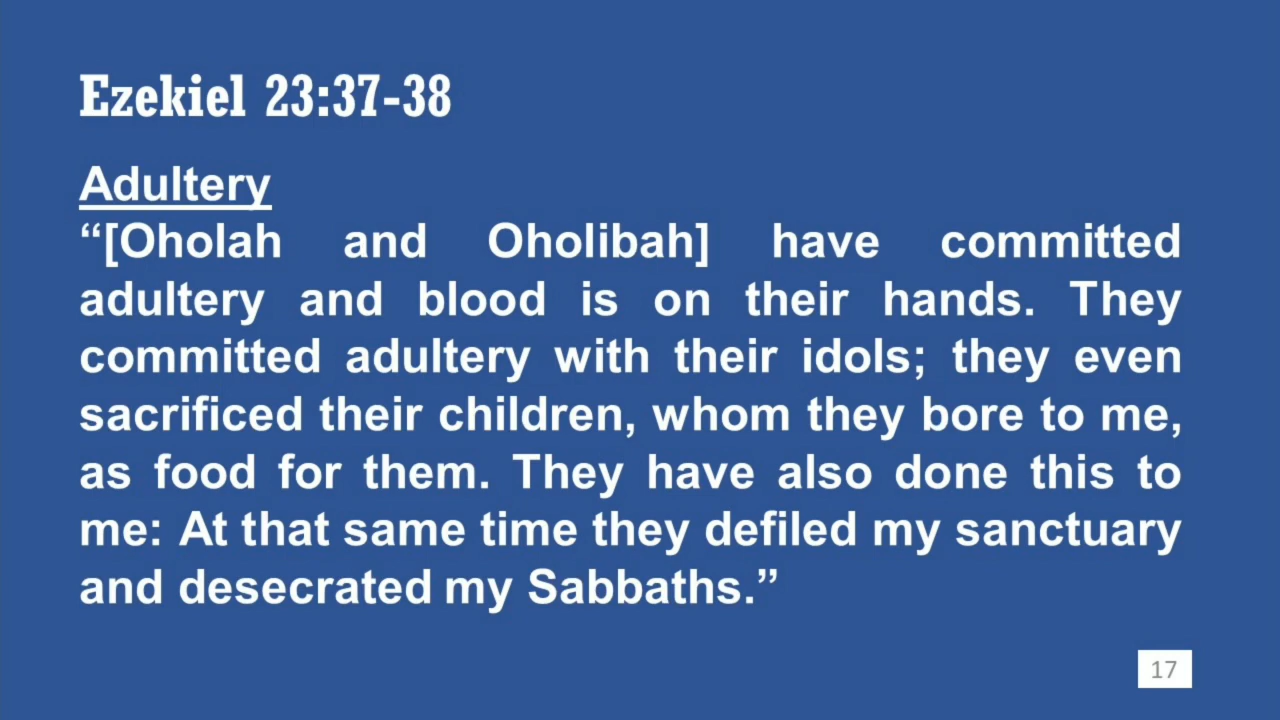 Ezekiel 23:37-38
Adultery
“[Oholah and Oholibah] have committed
adultery and blood is on their hands. They
committed adultery with their idols; they even
sacrificed their children, whom they bore to me,
as food for them. They have also done this to
me: At that same time they defiled my sanctuary
and desecrated my Sabbaths.”
17